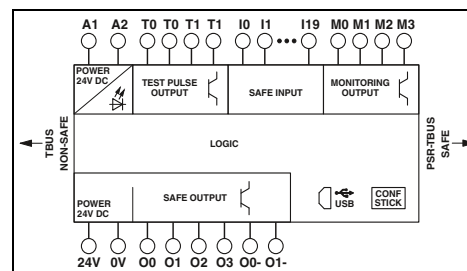 A1 A2 T0 T0 T1 T1 I0 I1 ••• I19 M0 M1 M2 M3
POWER
24V DC
TEST PULSE
OUTPUT
SAFE INPUT
MONITORING
OUTPUT
TBUS
NON-SAFE
LOGIC
PSR-TBUS
SAFE
POWER
24V DC
SAFE OUTPUT
USB
CONF
STICK
24V 0V O0 O1 O2 O3 O0- O1-